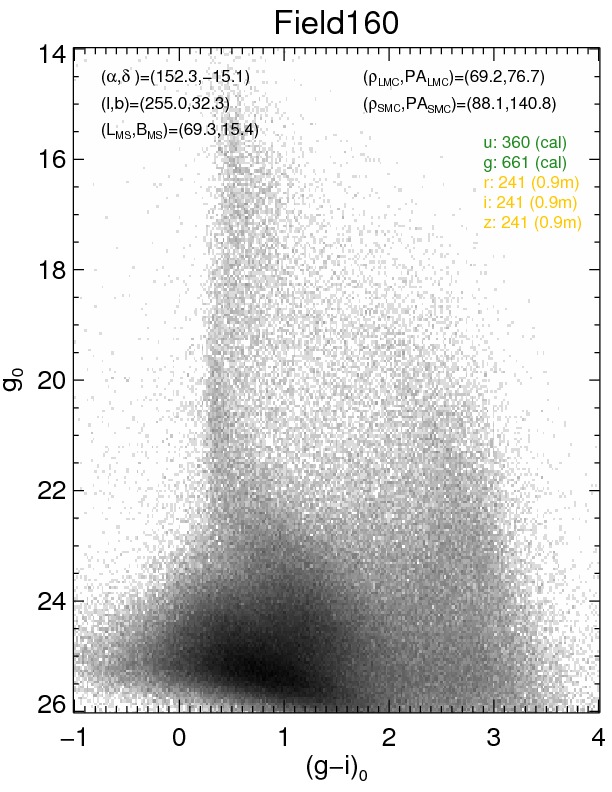 Field160
(α,δ )=(152.3,−15.1)
(l,b)=(255.0,32.3)
(LMS,BMS)=(69.3,15.4)
(ρLMC,PALMC)=(69.2,76.7)
(ρSMC,PASMC)=(88.1,140.8)
u: 360 (cal)
g: 661 (cal)
r: 241 (0.9m)
i: 241 (0.9m)
z: 241 (0.9m)
14
16
18
20
22
24
26
g0
−1 0 1 2 3 4
(g−i)0